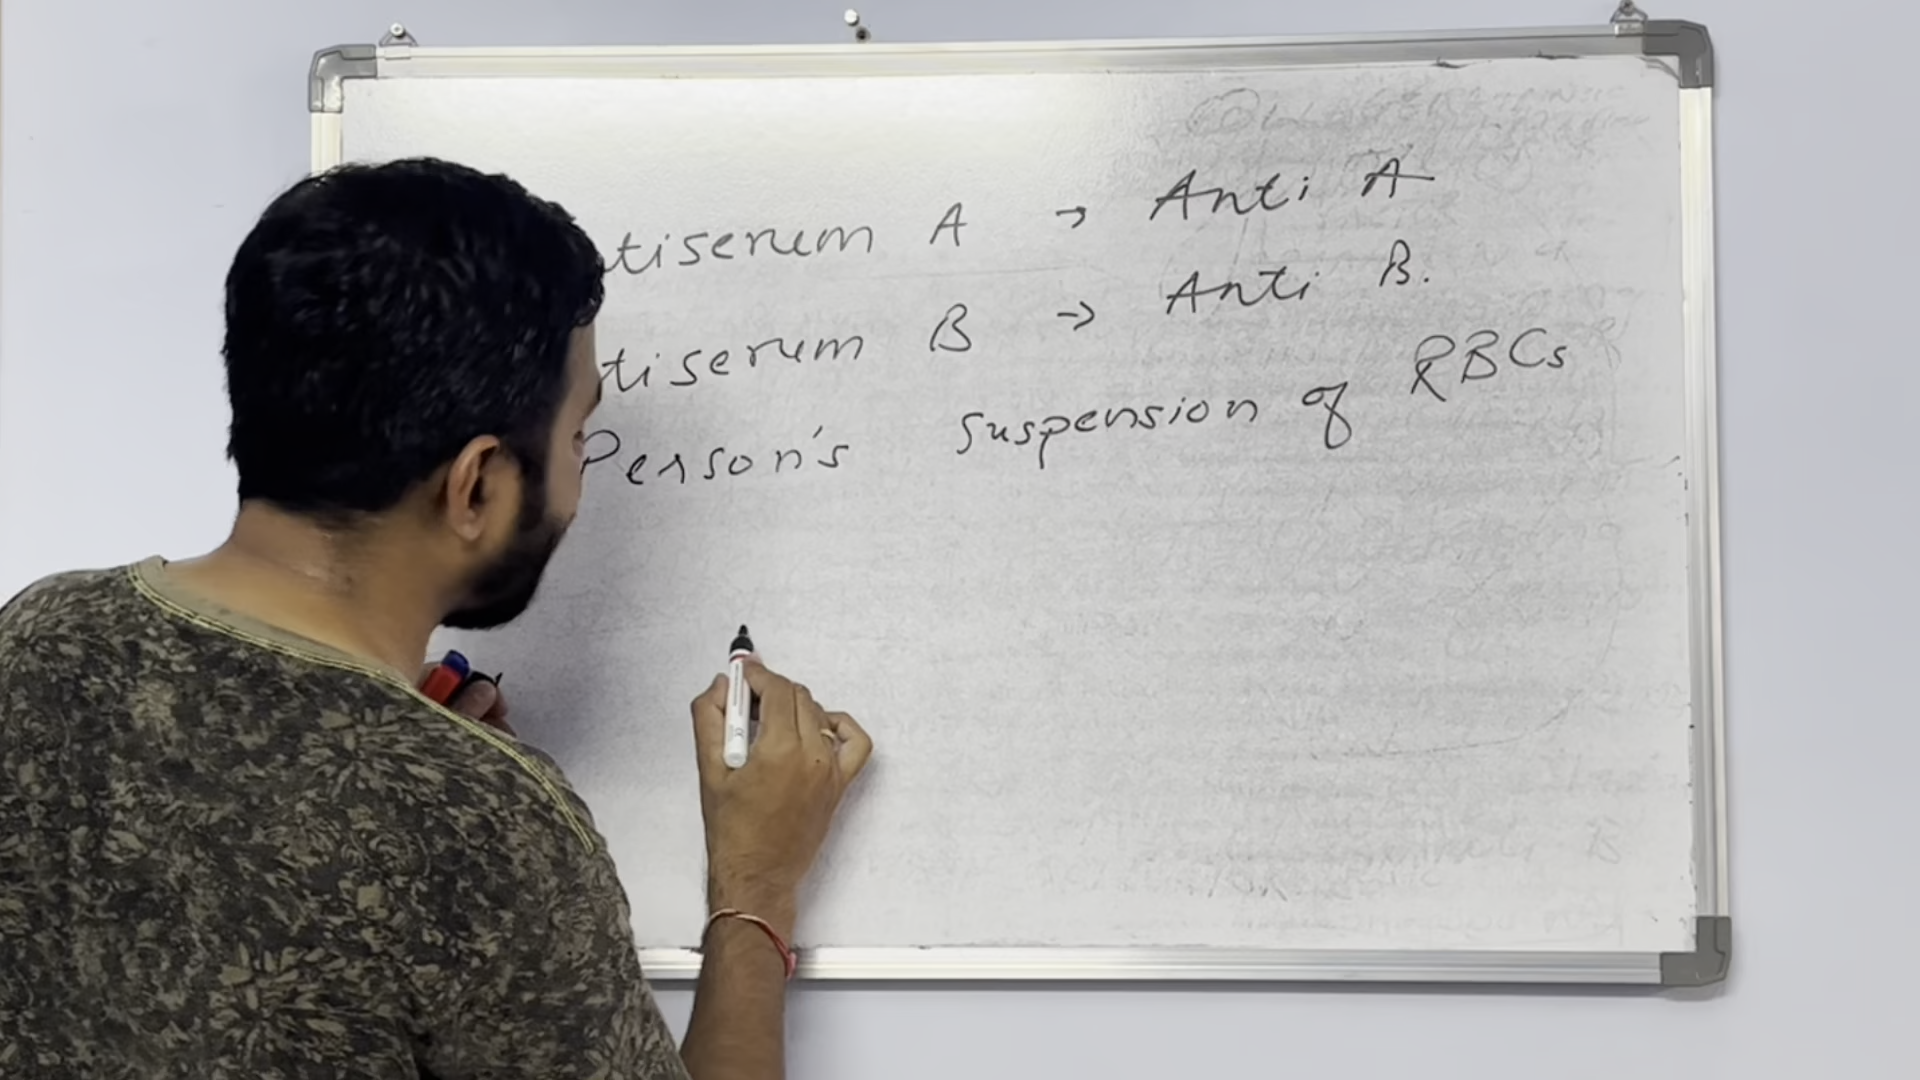 tiserum A → Anti A
tiserum B → Anti B.
Person's suspension of RBCs